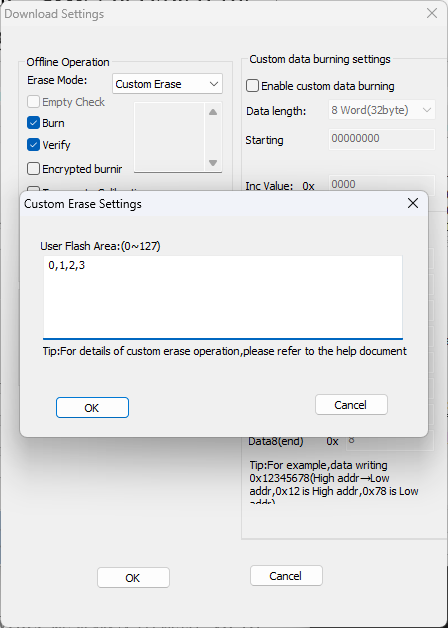 Download Settings
Offline Operation
Erase Mode:
Custom Erase
Empty Check
Burn
Verify
Encrypted burnir
Custom data burning settings
Enable custom data burning
Data length:
8 Word(32byte)
Starting
00000000
Inc Value:
0x
0000
Custom Erase Settings
User Flash Area:(0~127)
0,1,2,3
Tip:For details of custom erase operation,please refer to the help document
OK
Cancel
Data8(end)
0x
Tip:For example,data writing
0x12345678(High addr→Low
addr,0x12 is High addr,0x78 is Low
OK
Cancel